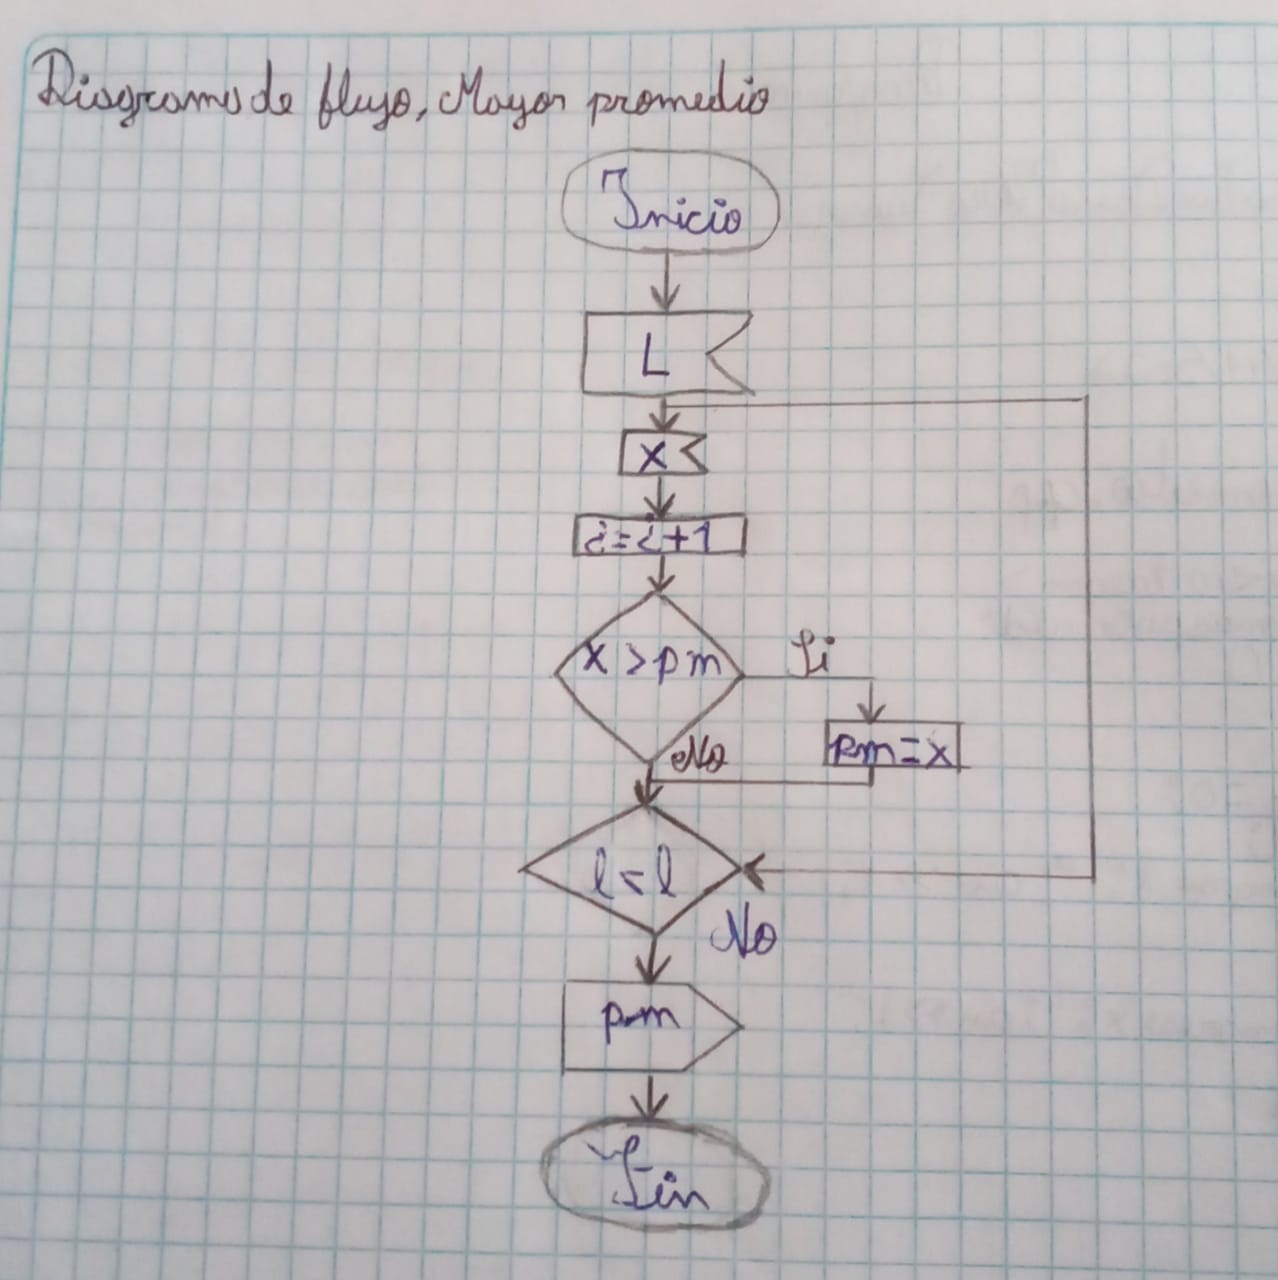 Diagrama de flujo, Mayor promedio
Inicio
L
x
i=i+1
x > pm
Si
No
pm=x
l<l
No
pm
Fin